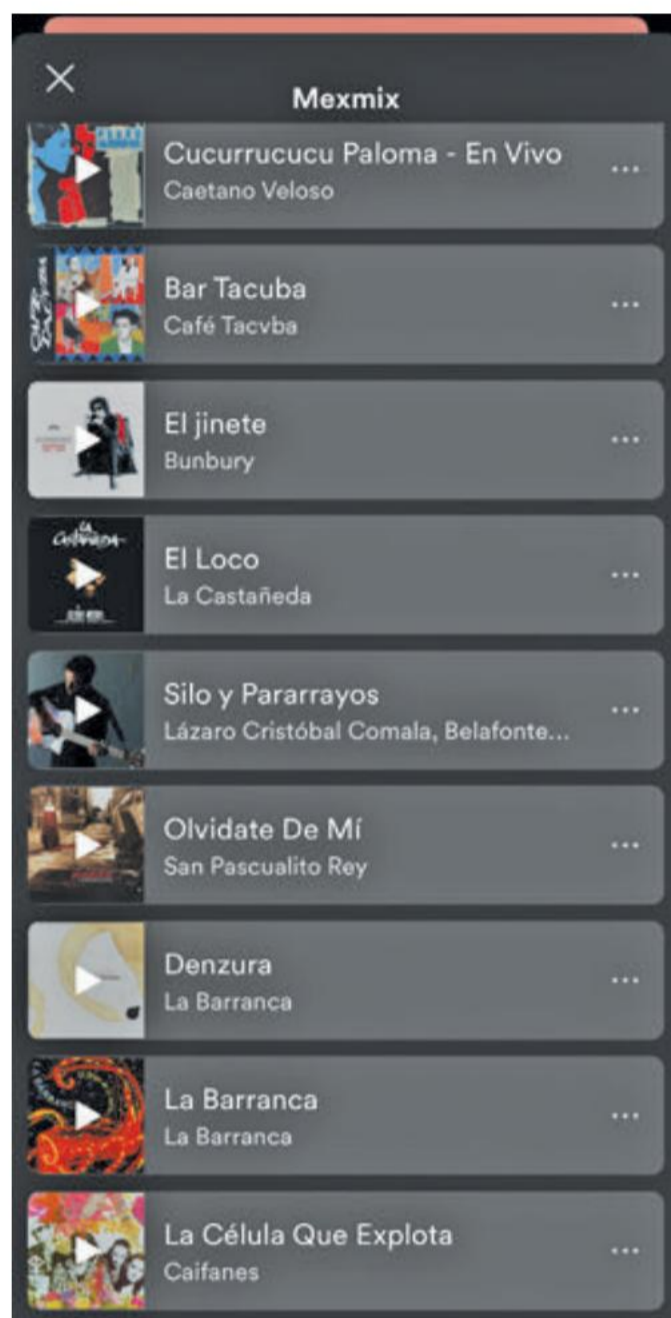 Mexmix
Cucurrucucu Paloma - En Vivo
Caetano Veloso
Bar Tacuba
Café Tacvba
El jinete
Bunbury
El Loco
La Castañeda
Silo y Pararrayos
Lázaro Cristóbal Comala, Belafonte...
Olvidate De Mí
San Pascualito Rey
Denzura
La Barranca
La Barranca
La Barranca
La Célula Que Explota
Caifanes